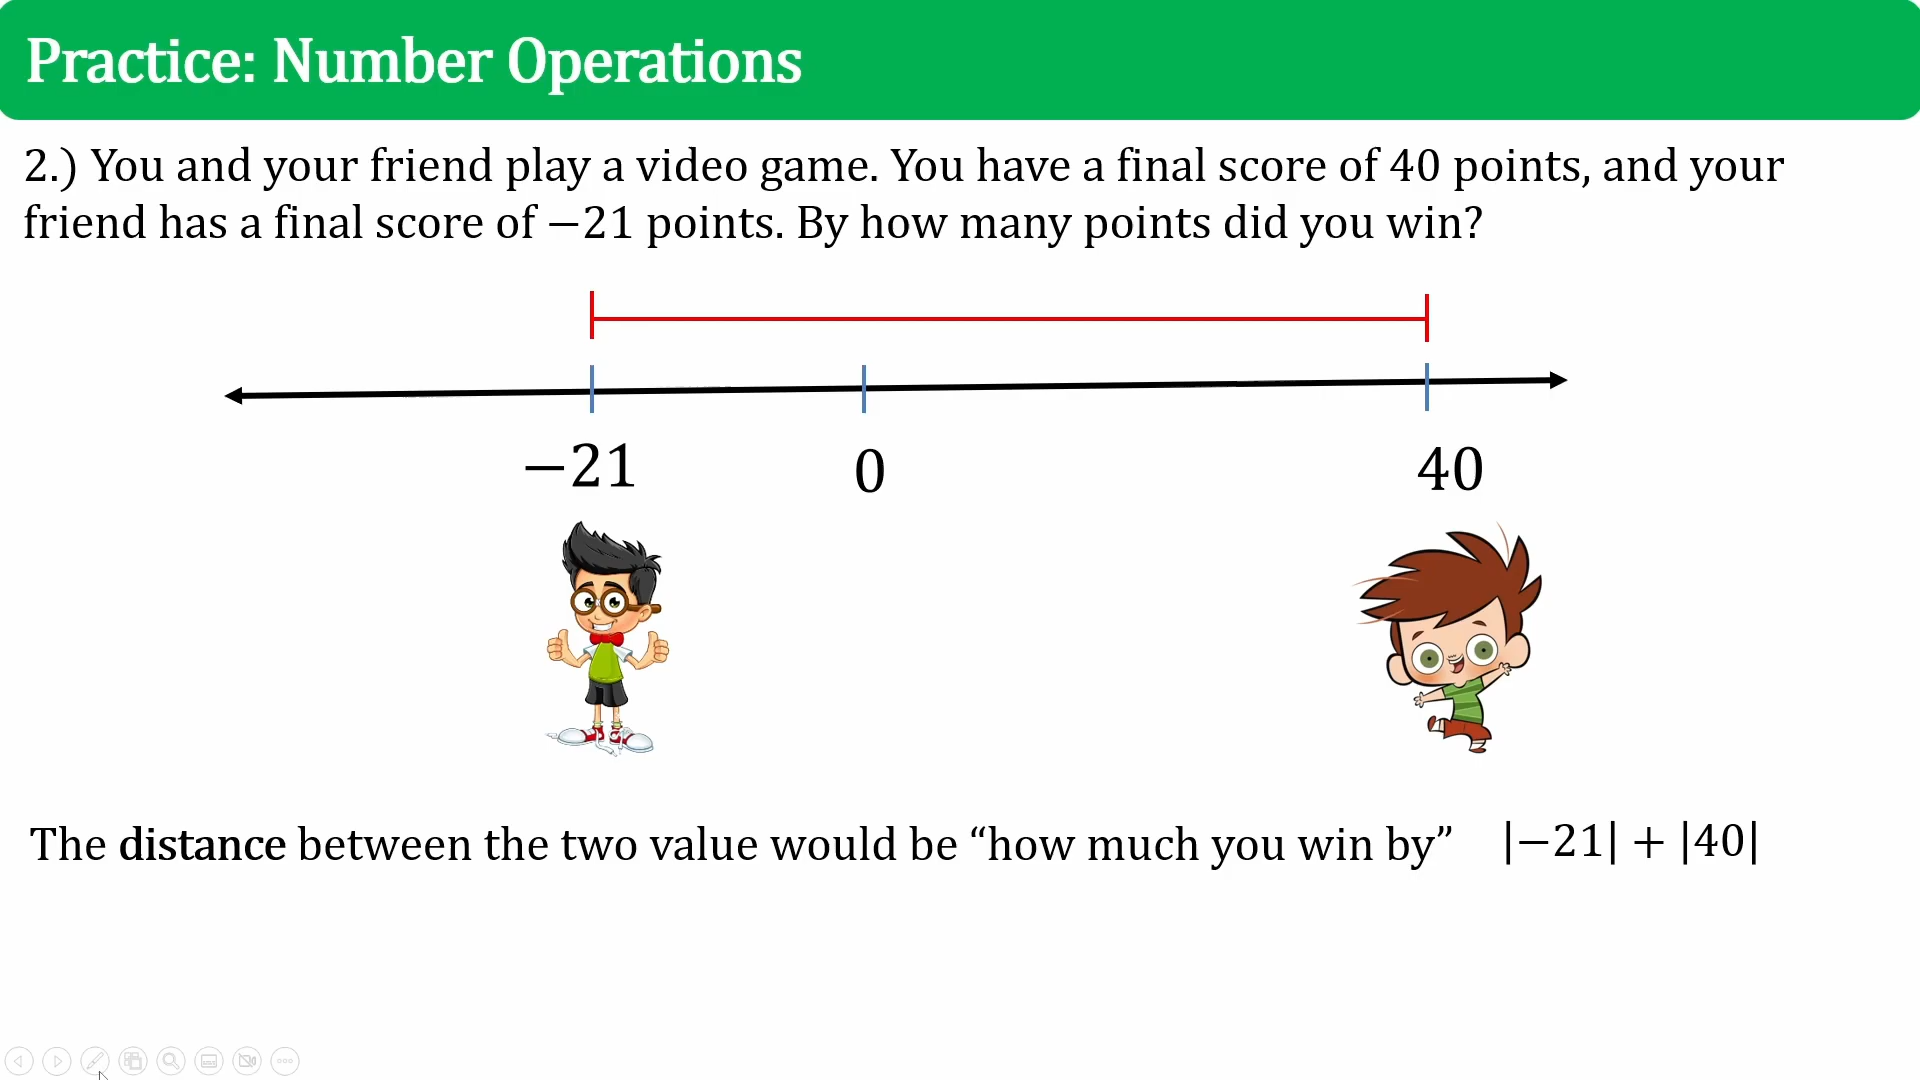 Practice: Number Operations
2.) You and your friend play a video game. You have a final score of 40 points, and your
friend has a final score of −21 points. By how many points did you win?
−21 0 40
The distance between the two value would be “how much you win by” |−21| + |40|